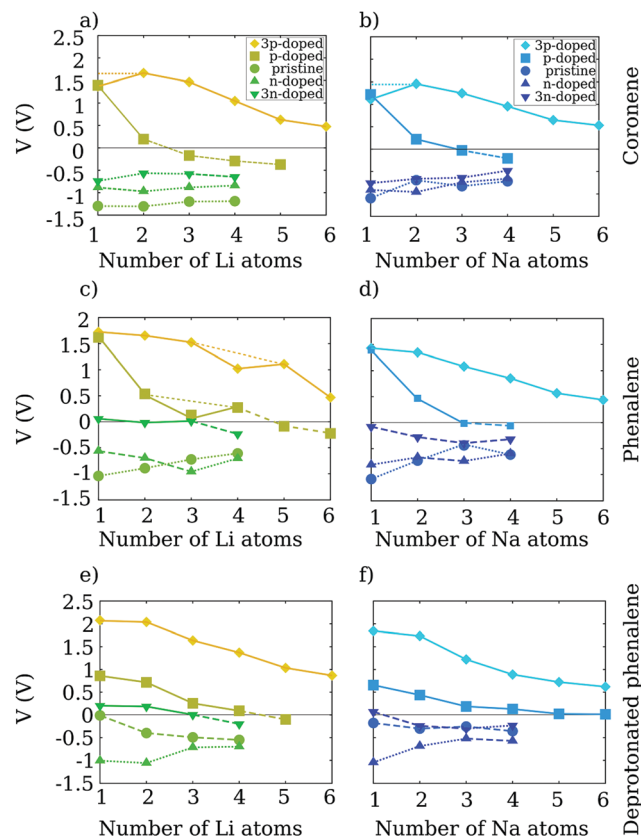 a)
b)
2.5
2
1.5
1
0.5
0
-0.5
-1
-1.5
V (V)
3p-doped
p-doped
pristine
n-doped
3n-doped
3p-doped
p-doped
pristine
n-doped
3n-doped
Coronene
1 2 3 4 5 6
1 2 3 4 5 6
Number of Li atoms
Number of Na atoms
c)
d)
2
1.5
1
0.5
0
-0.5
-1
-1.5
V (V)
Phenalene
1 2 3 4 5 6
1 2 3 4 5 6
Number of Li atoms
Number of Na atoms
e)
f)
2.5
2
1.5
1
0.5
0
-0.5
-1
-1.5
V (V)
Deprotonated phenalene
1 2 3 4 5 6
1 2 3 4 5 6
Number of Li atoms
Number of Na atoms